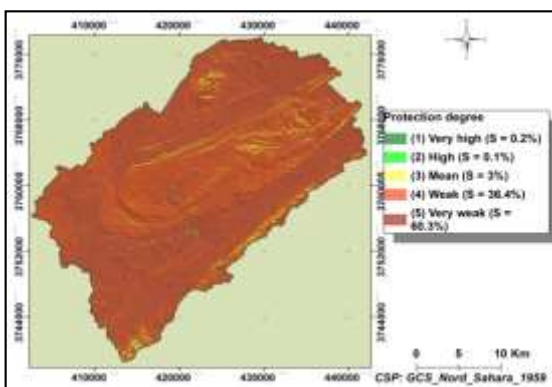 410000 420000 430000 440000
3776000
3768000
3760000
3752000
3744000
Protection degree
(1) Very high (S = 0.2%)
(2) High (S = 0.1%)
(3) Mean (S = 3%)
(4) Weak (S = 36.4%)
(5) Very weak (S =
60.3%)
410000 420000 430000 440000
0 5 10 Km
CSP: GCS_Nord_Sahara_1959